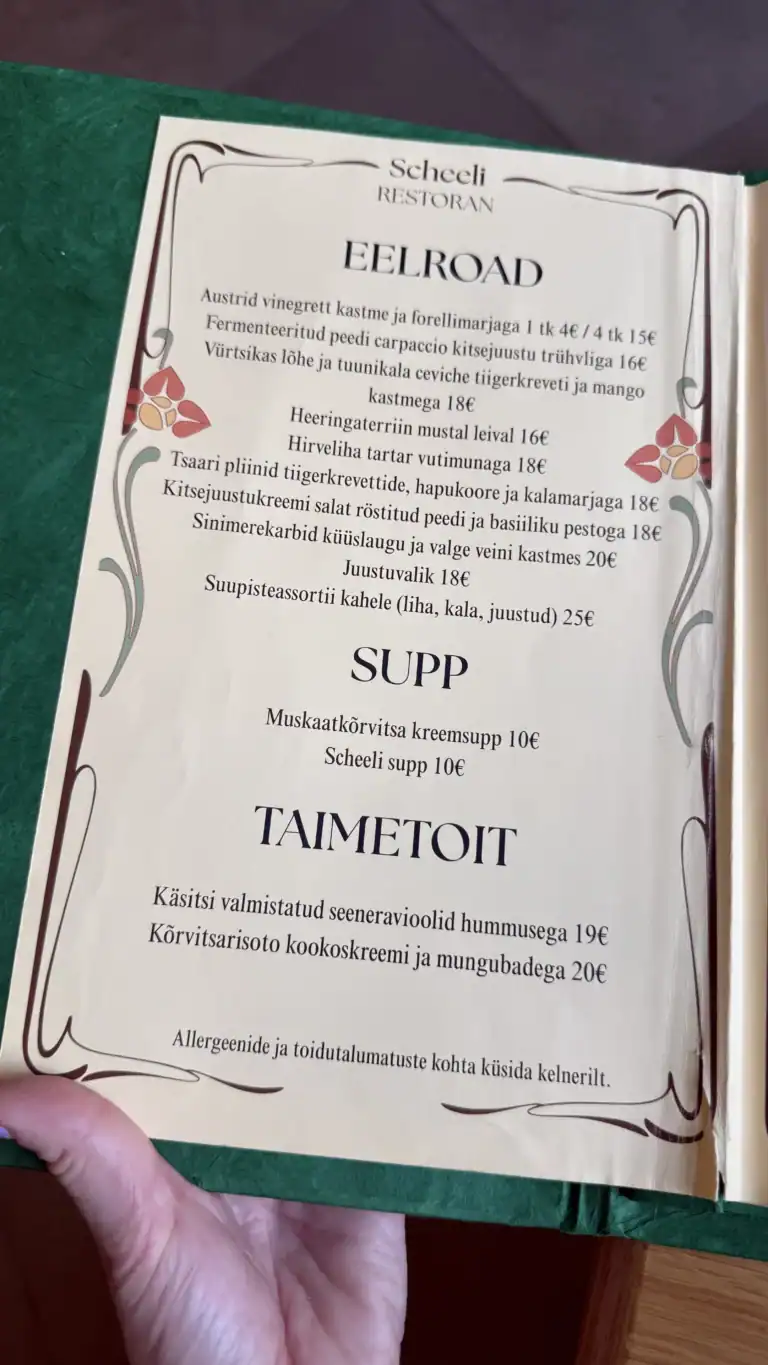 Scheeli
RESTORAN
EELROAD
Austrid vinegrett kastme ja forellimarjaga 1 tk 4€ / 4 tk 15€
Fermenteeritud peedi carpaccio kitsejuustu trühvliga 16€
Vürtsikas lõhe ja tuunikala ceviche tiigerkreveti ja mango
kastmega 18€
Heeringaterriin mustal leival 16€
Hirveliha tartar vutimunaga 18€
Tsaari pliinid tiigerkrevettide, hapukoore ja kalamarjaga 18€
Kitsejuustukreemi salat röstitud peedi ja basiiliku pestoga 18€
Sinimerekarbid küüslaugu ja valge veini kastmes 20€
Juustuvalik 18€
Suupisteassortii kahele (liha, kala, juustud) 25€
SUPP
Muskaatkõrvitsa kreemsupp 10€
Scheeli supp 10€
TAIMETOIT
Käsitsi valmistatud seeneravioolid hummusega 19€
Kõrvitsarisoto kookoskreemi ja mungubadega 20€
Allergeenide ja toidutalumatuste kohta küsida kelnerilt.